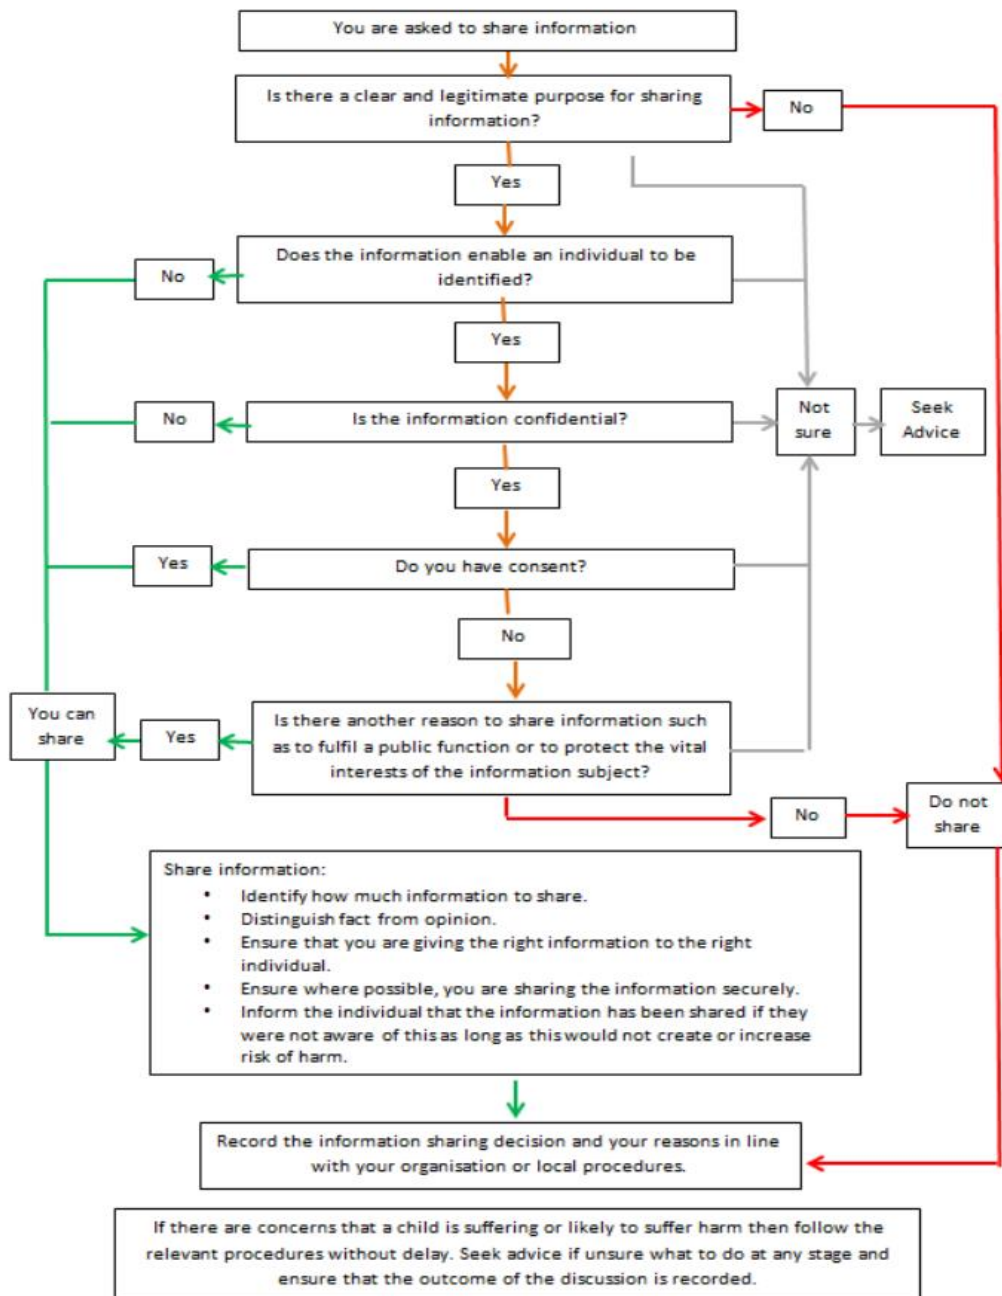 You are asked to share information
Is there a clear and legitimate purpose for sharing
information?
No
Yes
Does the information enable an individual to be
identified?
No
Yes
Is the information confidential?
No
Not
sure
Seek
Advice
Yes
Do you have consent?
Yes
No
Is there another reason to share information such
as to fulfil a public function or to protect the vital
interests of the information subject?
Yes
You can
share
No
Do not
share
Share information:
• Identify how much information to share.
• Distinguish fact from opinion.
• Ensure that you are giving the right information to the right
individual.
• Ensure where possible, you are sharing the information securely.
• Inform the individual that the information has been shared if they
were not aware of this as long as this would not create or increase
risk of harm.
Record the information sharing decision and your reasons in line
with your organisation or local procedures.
If there are concerns that a child is suffering or likely to suffer harm then follow the
relevant procedures without delay. Seek advice if unsure what to do at any stage and
ensure that the outcome of the discussion is recorded.